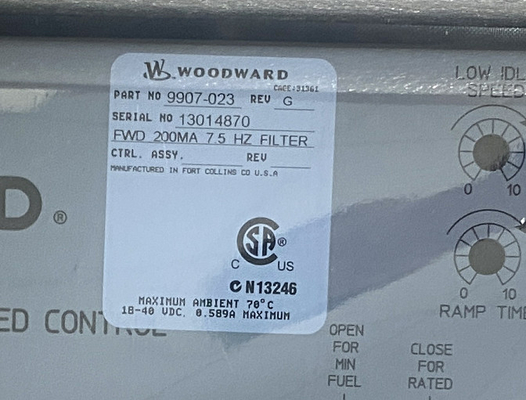 WOODWARD
CAGE:31361
PART NO 9907-023 REV G
SERIAL NO 13014870
FWD 200MA 7.5 HZ FILTER
CTRL. ASSY. REV
MANUFACTURED IN FORT COLLINS CO U.S.A
SA ®
C US
N13246
MAXIMUM AMBIENT 70°C
18-40 VDC, 0.589A MAXIMUM
LOW IDL
SPEED
0 10
0 10
RAMP TIME
D®
ED CONTROL
OPEN
FOR
MIN
FUEL
CLOSE
FOR
RATED